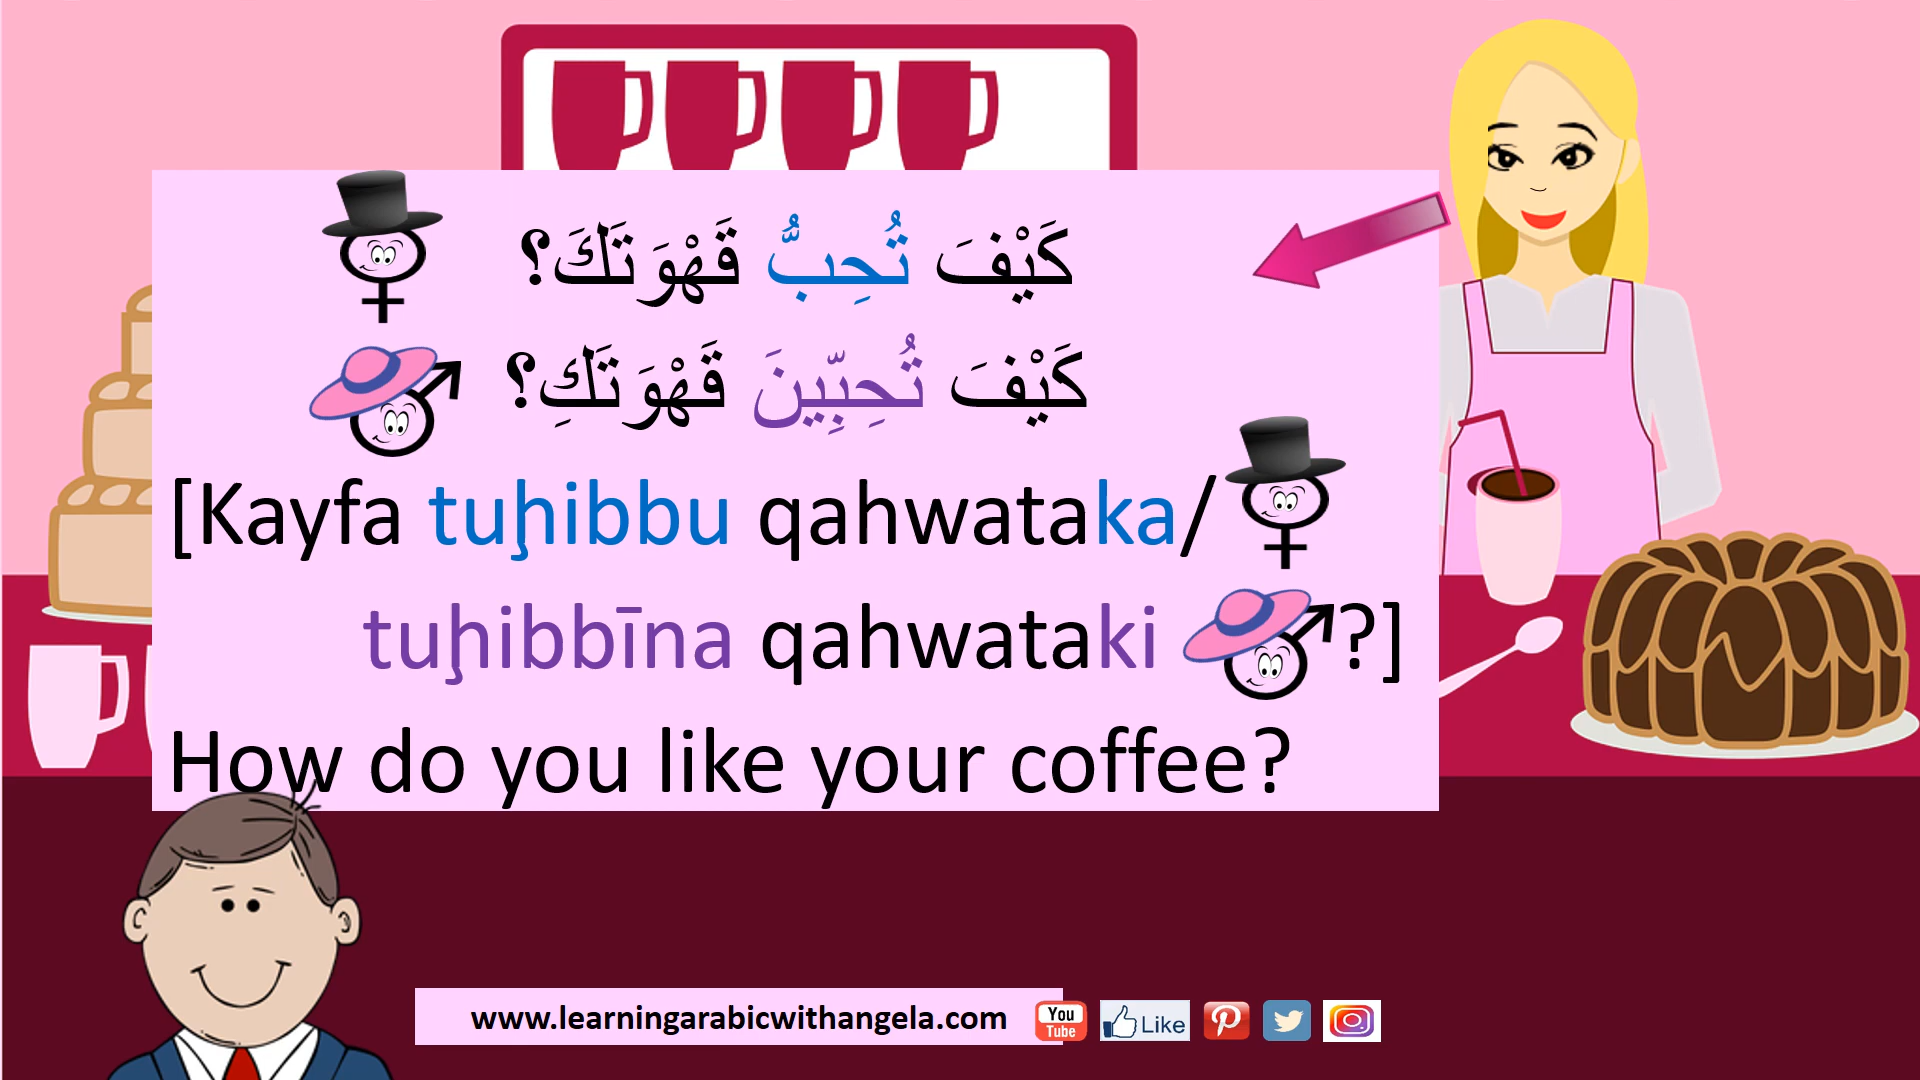 كَيْفَ تُحِبُّ قَهْوَتَكَ؟
كَيْفَ تُحِبِّينَ قَهْوَتَكِ؟
[Kayfa tuḩibbu qahwataka/
tuḩibbīna qahwataki ?]
How do you like your coffee?
www.learningarabicwithangela.com
You
Tube
Like